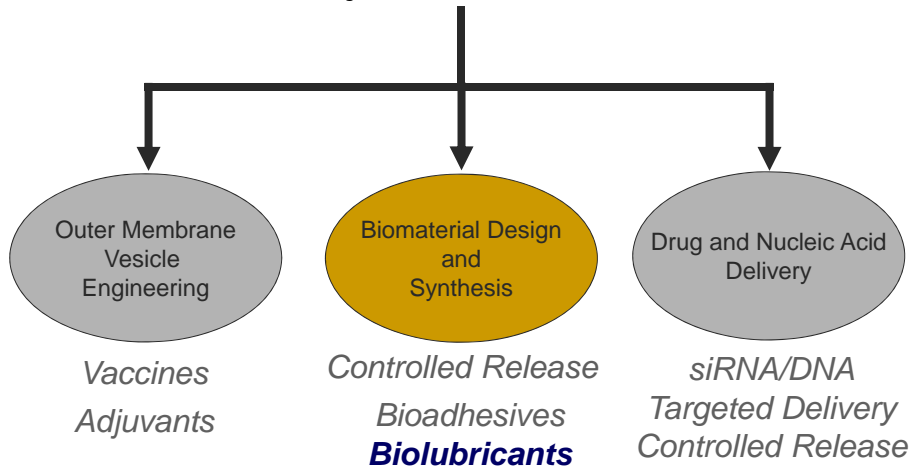 Outer Membrane
Vesicle
Engineering
Biomaterial Design
and
Synthesis
Drug and Nucleic Acid
Delivery
Vaccines
Adjuvants
Controlled Release
Bioadhesives
Biolubricants
siRNA/DNA
Targeted Delivery
Controlled Release